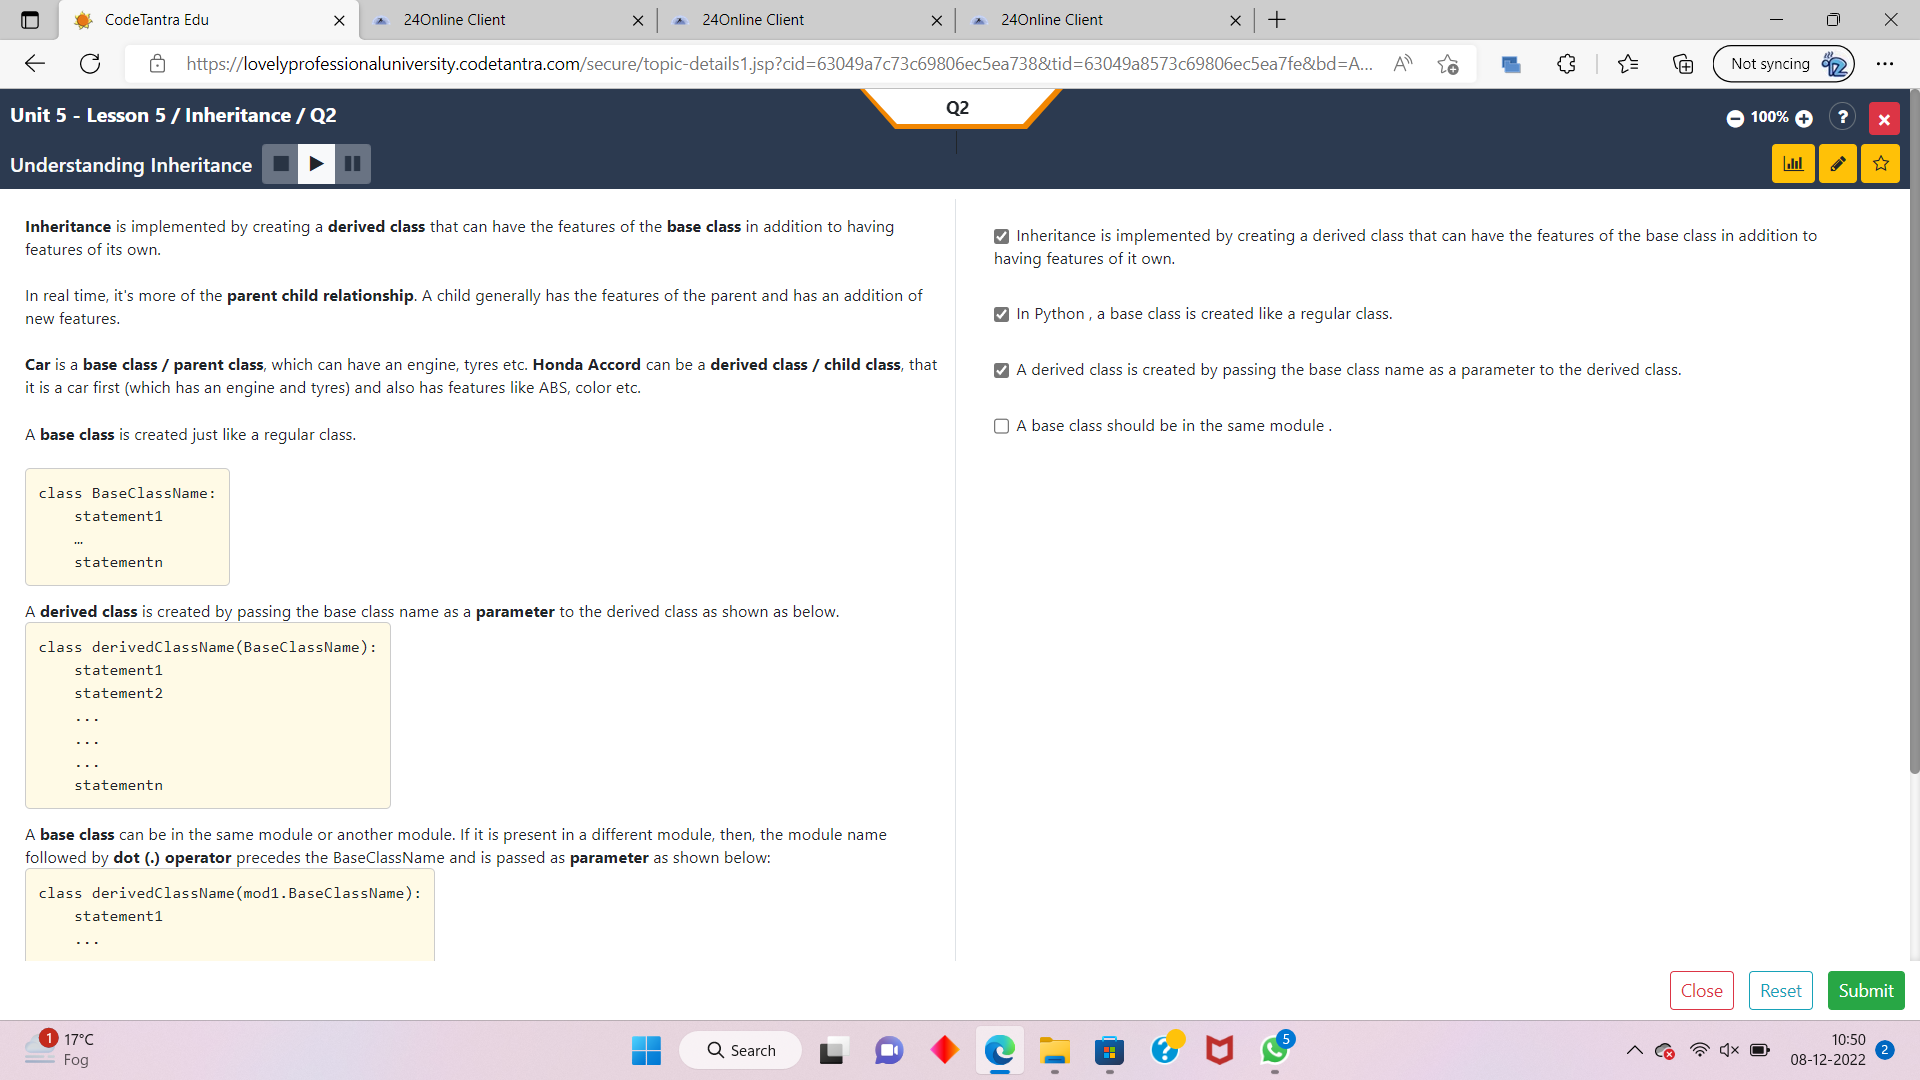 CodeTantra Edu
24Online Client
24Online Client
24Online Client
https://lovelyprofessionaluniversity.codetantra.com/secure/topic-details1.jsp?cid=63049a7c73c69806ec5ea738&tid=63049a8573c69806ec5ea7fe&bd=A...
Not syncing
Unit 5 - Lesson 5 / Inheritance / Q2
Q2
100%
?
Understanding Inheritance
Inheritance is implemented by creating a derived class that can have the features of the base class in addition to having
features of its own.
In real time, it's more of the parent child relationship. A child generally has the features of the parent and has an addition of
new features.
Car is a base class / parent class, which can have an engine, tyres etc. Honda Accord can be a derived class / child class, that
it is a car first (which has an engine and tyres) and also has features like ABS, color etc.
A base class is created just like a regular class.
class BaseClassName:
statement1
…
statementn
A derived class is created by passing the base class name as a parameter to the derived class as shown as below.
class derivedClassName(BaseClassName):
statement1
statement2
...
...
...
statementn
A base class can be in the same module or another module. If it is present in a different module, then, the module name
followed by dot (.) operator precedes the BaseClassName and is passed as parameter as shown below:
class derivedClassName(mod1.BaseClassName):
statement1
...
Inheritance is implemented by creating a derived class that can have the features of the base class in addition to
having features of it own.
In Python , a base class is created like a regular class.
A derived class is created by passing the base class name as a parameter to the derived class.
A base class should be in the same module .
Close
Reset
Submit
1
17°C
Fog
Search
5
10:50
08-12-2022
2